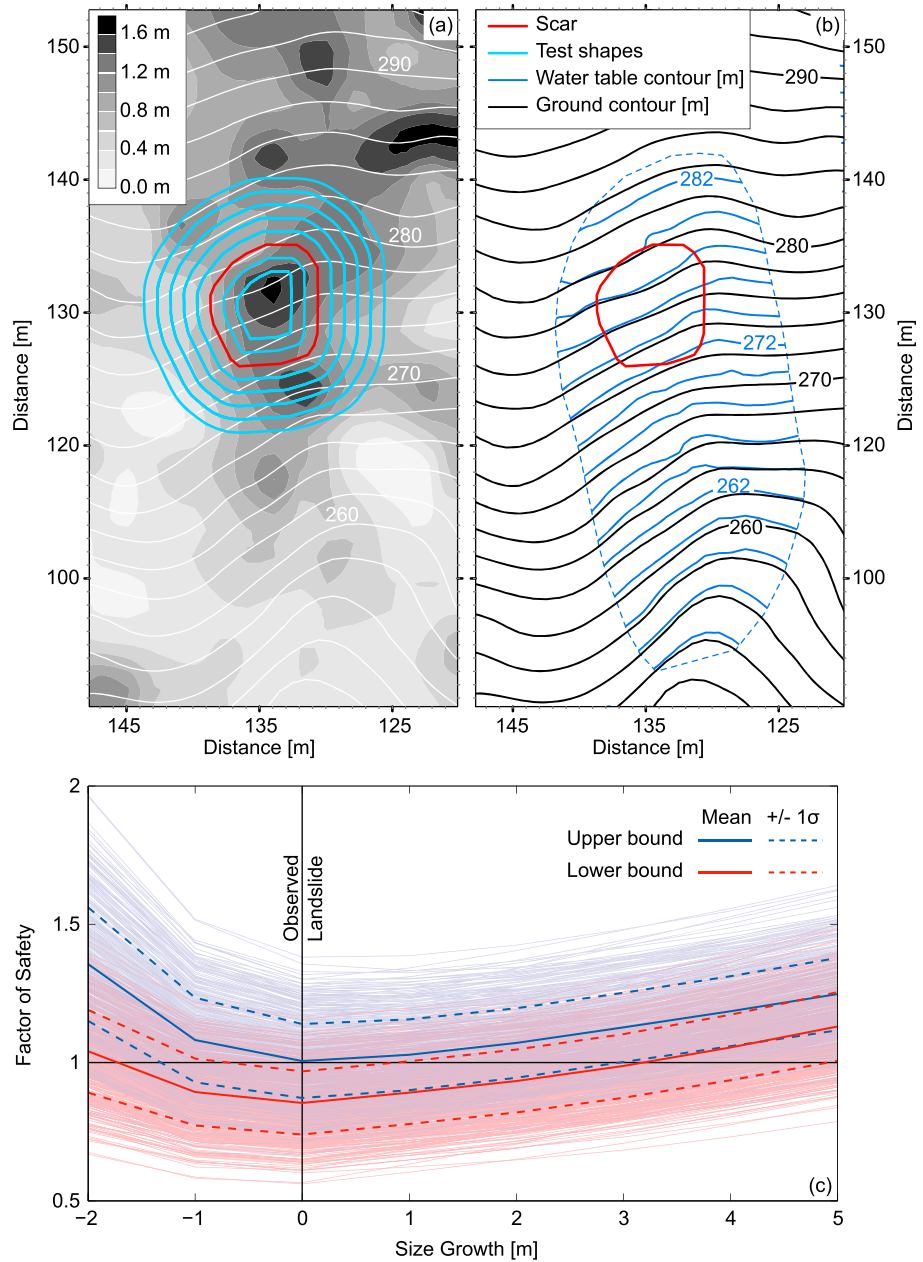 1.6 m
1.2 m
0.8 m
0.4 m
0.0 m
(a)
290
280
270
260
150
140
130
120
100
Distance [m]
145
135
125
Distance [m]
Scar
Test shapes
Water table contour [m]
Ground contour [m]
(b)
290
282
280
272
270
262
260
150
140
130
120
100
Distance [m]
145
135
125
Distance [m]
2
1.5
1
0.5
Factor of Safety
Observed
Landslide
Mean +/- 1σ
Upper bound
Lower bound
(c)
−2 −1 0 1 2 3 4 5
Size Growth [m]